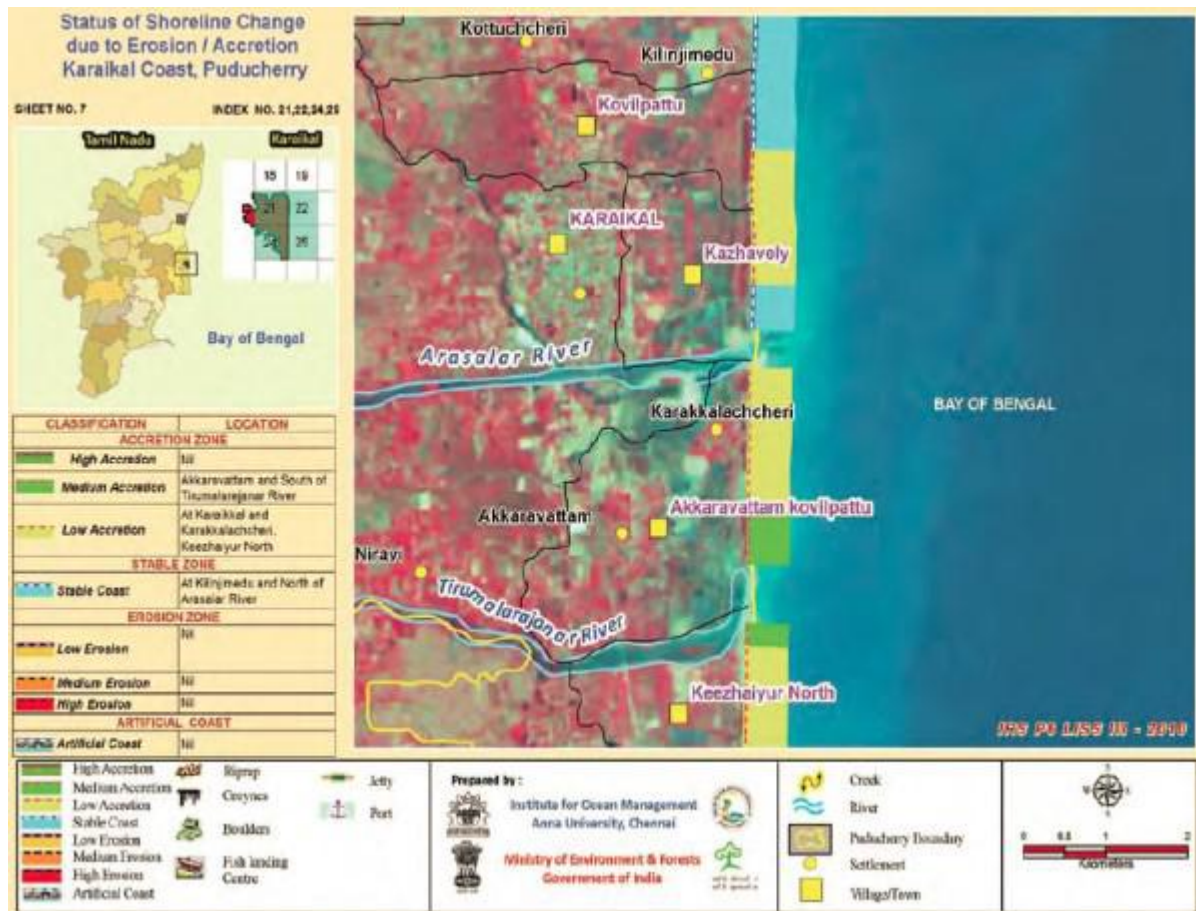 Status of Shoreline Change
due to Erosion / Accretion
Karaikal Coast, Puducherry
SHEET NO. 7
INDEX NO. 21,22,24,25
Tamil Nadu
Karaikal
18 19
21 22
24 25
Bay of Bengal
CLASSIFICATION LOCATION
ACCRETION ZONE
High Accretion Nil
Medium Accretion Akkaravattam and South of
Tirumalarejanar River
Low Accretion At Karaikkal and
Karakkalachcheri,
Keezhaiyur North
STABLE ZONE
Stable Coast At Kilinjmedu and North of
Arasalar River
EROSION ZONE
Low Erosion Nil
Medium Erosion Nil
High Erosion Nil
ARTIFICIAL COAST
Artificial Coast Nil
Kottuchcheri
Kilinjimedu
Kovilpattu
KARAIKAL
Kazhavely
Arasalar River
Karakkalachcheri
BAY OF BENGAL
Akkaravattam kovilpattu
Akkaravattam
Niravi
Tirumalarajanar River
Keezhaiyur North
IRS P6 LISS III - 2010
High Accretion
Medium Accretion
Low Accretion
Stable Coast
Low Erosion
Medium Erosion
High Erosion
Artificial Coast
Riprap
Groynes
Boulders
Fish landing
Centre
Jetty
Port
Prepared by :
Institute for Ocean Management
Anna University, Chennai
Ministry of Environment & Forests
Government of India
Creek
River
Puducherry Boundary
Settlement
Village/Town
0 0.5 1 2
Kilometers